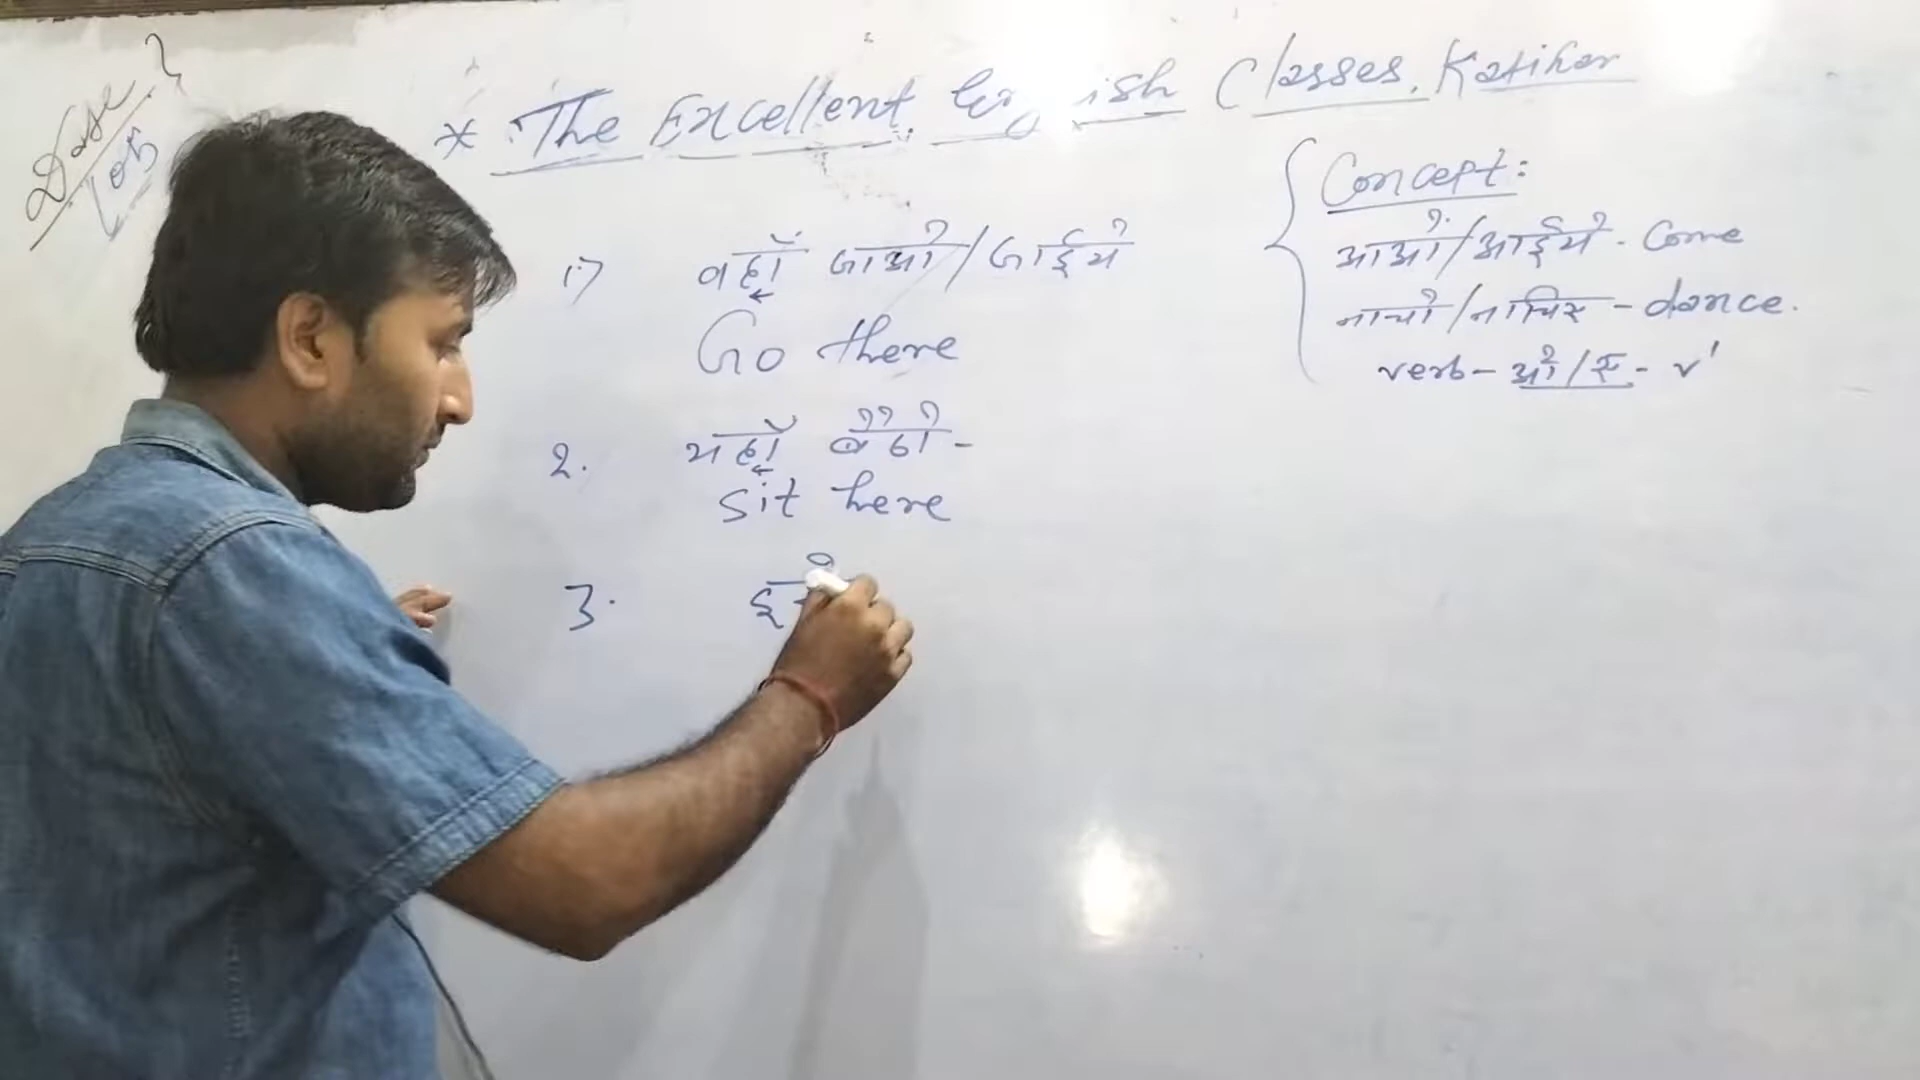 * The Excellent English Classes, Katihar
1.) वहाँ जाओ/जाईये
Go there
2. यहाँ बैठो -
Sit here
3.
Concept:
आओ/आईये - Come
नाचो/नाचिए - dance.
verb - ओ/ए - v¹